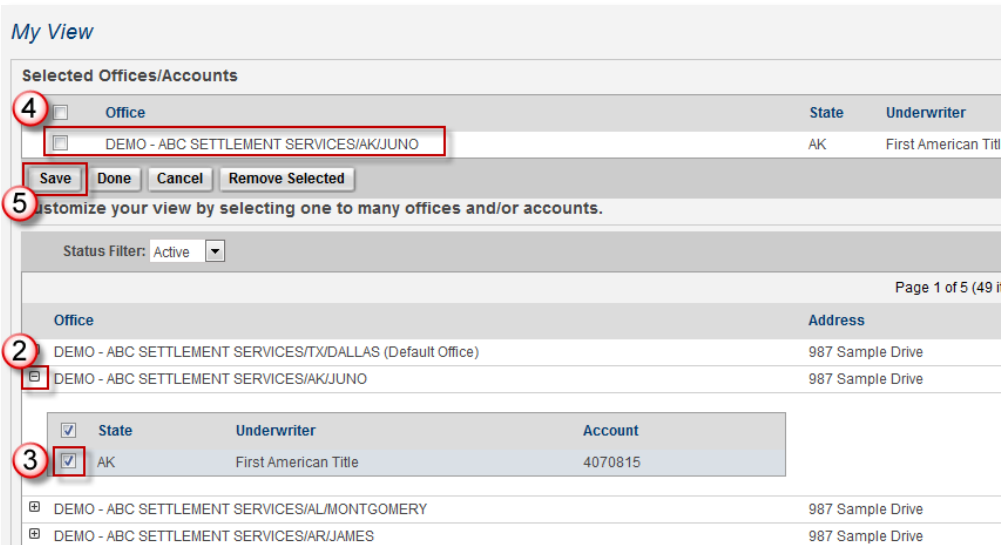 My View
Selected Offices/Accounts
4 Office State Underwriter
DEMO - ABC SETTLEMENT SERVICES/AK/JUNO AK First American Titl
Save Done Cancel Remove Selected
5 ustomize your view by selecting one to many offices and/or accounts.
Status Filter: Active
Page 1 of 5 (49 i
Office Address
2 DEMO - ABC SETTLEMENT SERVICES/TX/DALLAS (Default Office) 987 Sample Drive
DEMO - ABC SETTLEMENT SERVICES/AK/JUNO 987 Sample Drive
State Underwriter Account
3 AK First American Title 4070815
DEMO - ABC SETTLEMENT SERVICES/AL/MONTGOMERY 987 Sample Drive
DEMO - ABC SETTLEMENT SERVICES/AR/JAMES 987 Sample Drive